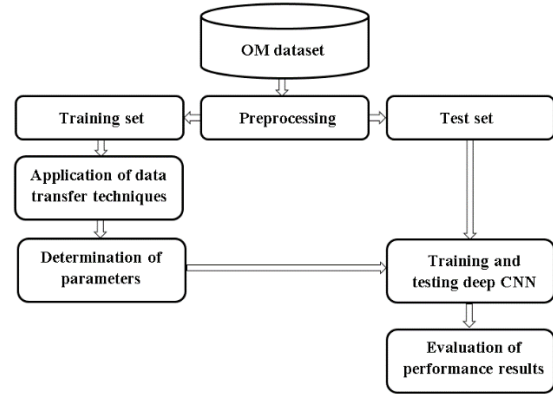 OM dataset
Training set
Preprocessing
Test set
Application of data
transfer techniques
Determination of
parameters
Training and
testing deep CNN
Evaluation of
performance results